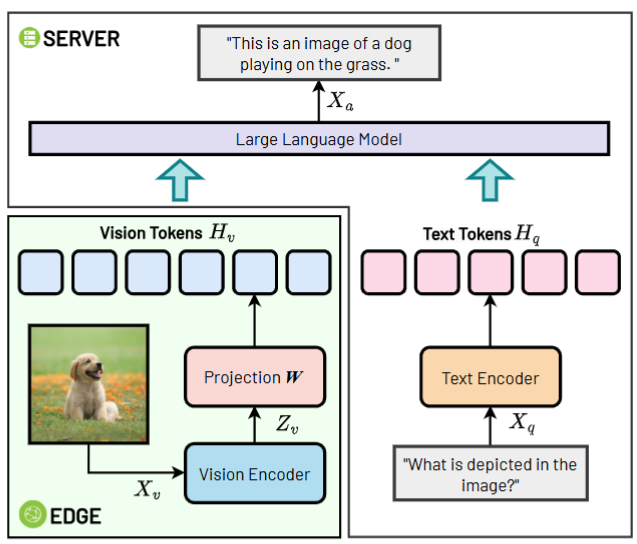 SERVER
"This is an image of a dog
playing on the grass. "
X_a
Large Language Model
Vision Tokens H_v
Text Tokens H_q
Projection W
Text Encoder
Z_v
X_q
Vision Encoder
"What is depicted in the
image?"
X_v
EDGE